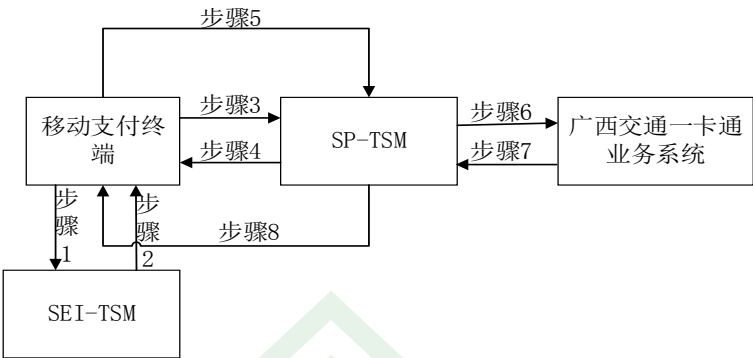 步骤5
移动支付终
端
步骤3
步骤4
SP-TSM
步骤6
步骤7
广西交通一卡通
业务系统
步
骤
1
步
骤
2
步骤8
SEI-TSM